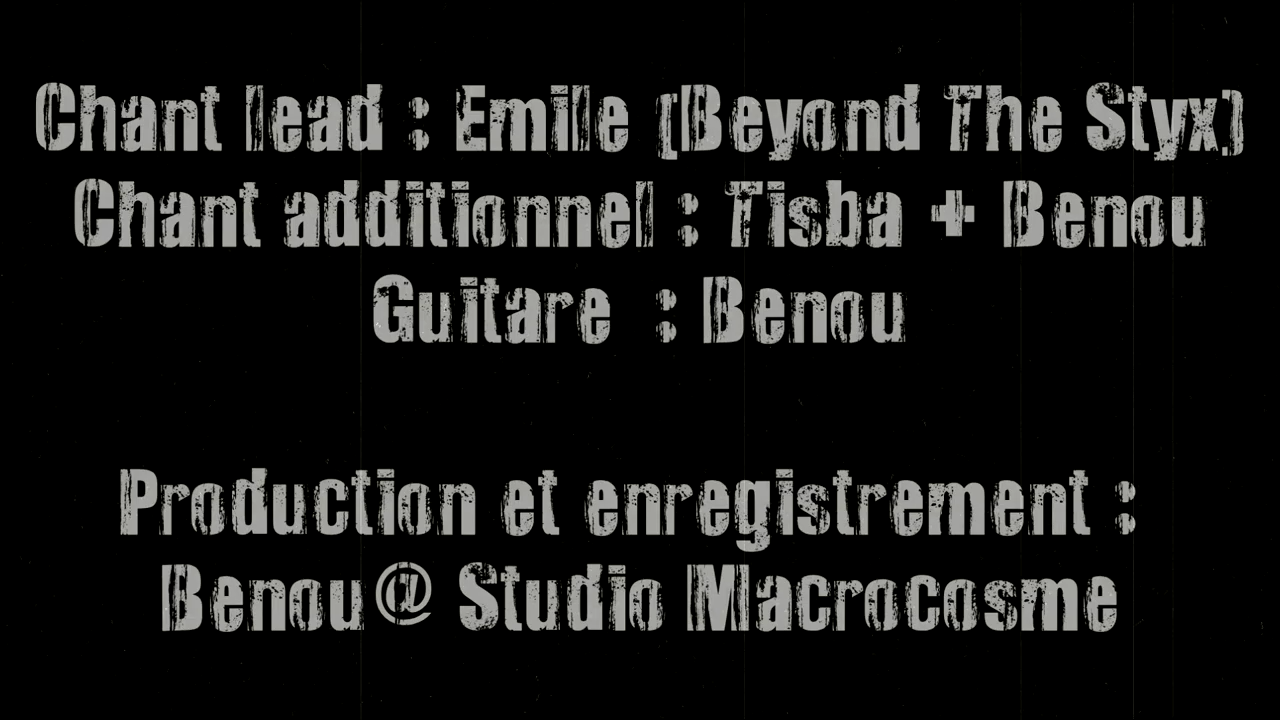 Chant lead : Emile (Beyond The Styx)
Chant additionnel : Tisba + Benou
Guitare : Benou
Production et enregistrement :
Benou@ Studio Macrocosme